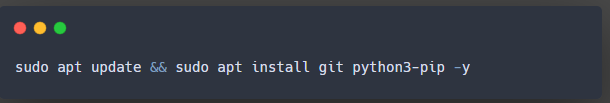 sudo apt update && sudo apt install git python3-pip -y